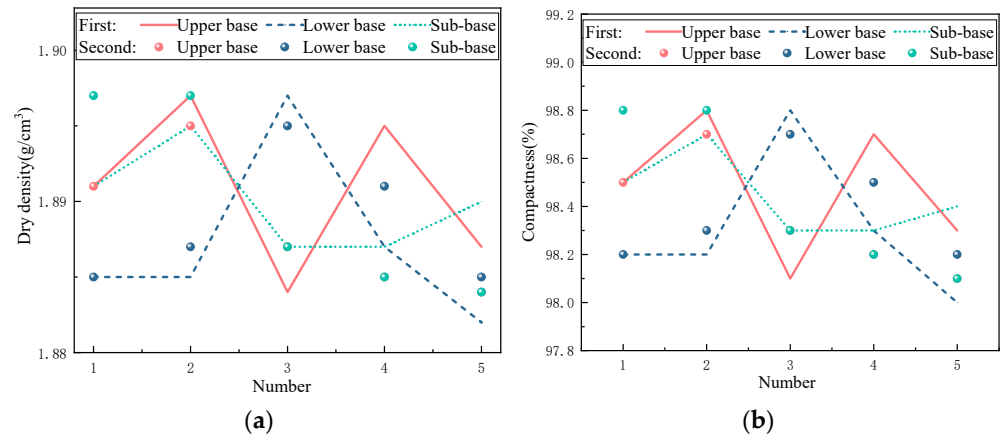 First: Upper base Lower base Sub-base
Second: Upper base Lower base Sub-base
1.90
1.89
1.88
Dry density(g/cm³)
1 2 3 4 5
Number
(a)
First: Upper base Lower base Sub-base
Second: Upper base Lower base Sub-base
99.2
99.0
98.8
98.6
98.4
98.2
98.0
97.8
Compactness(%)
1 2 3 4 5
Number
(b)